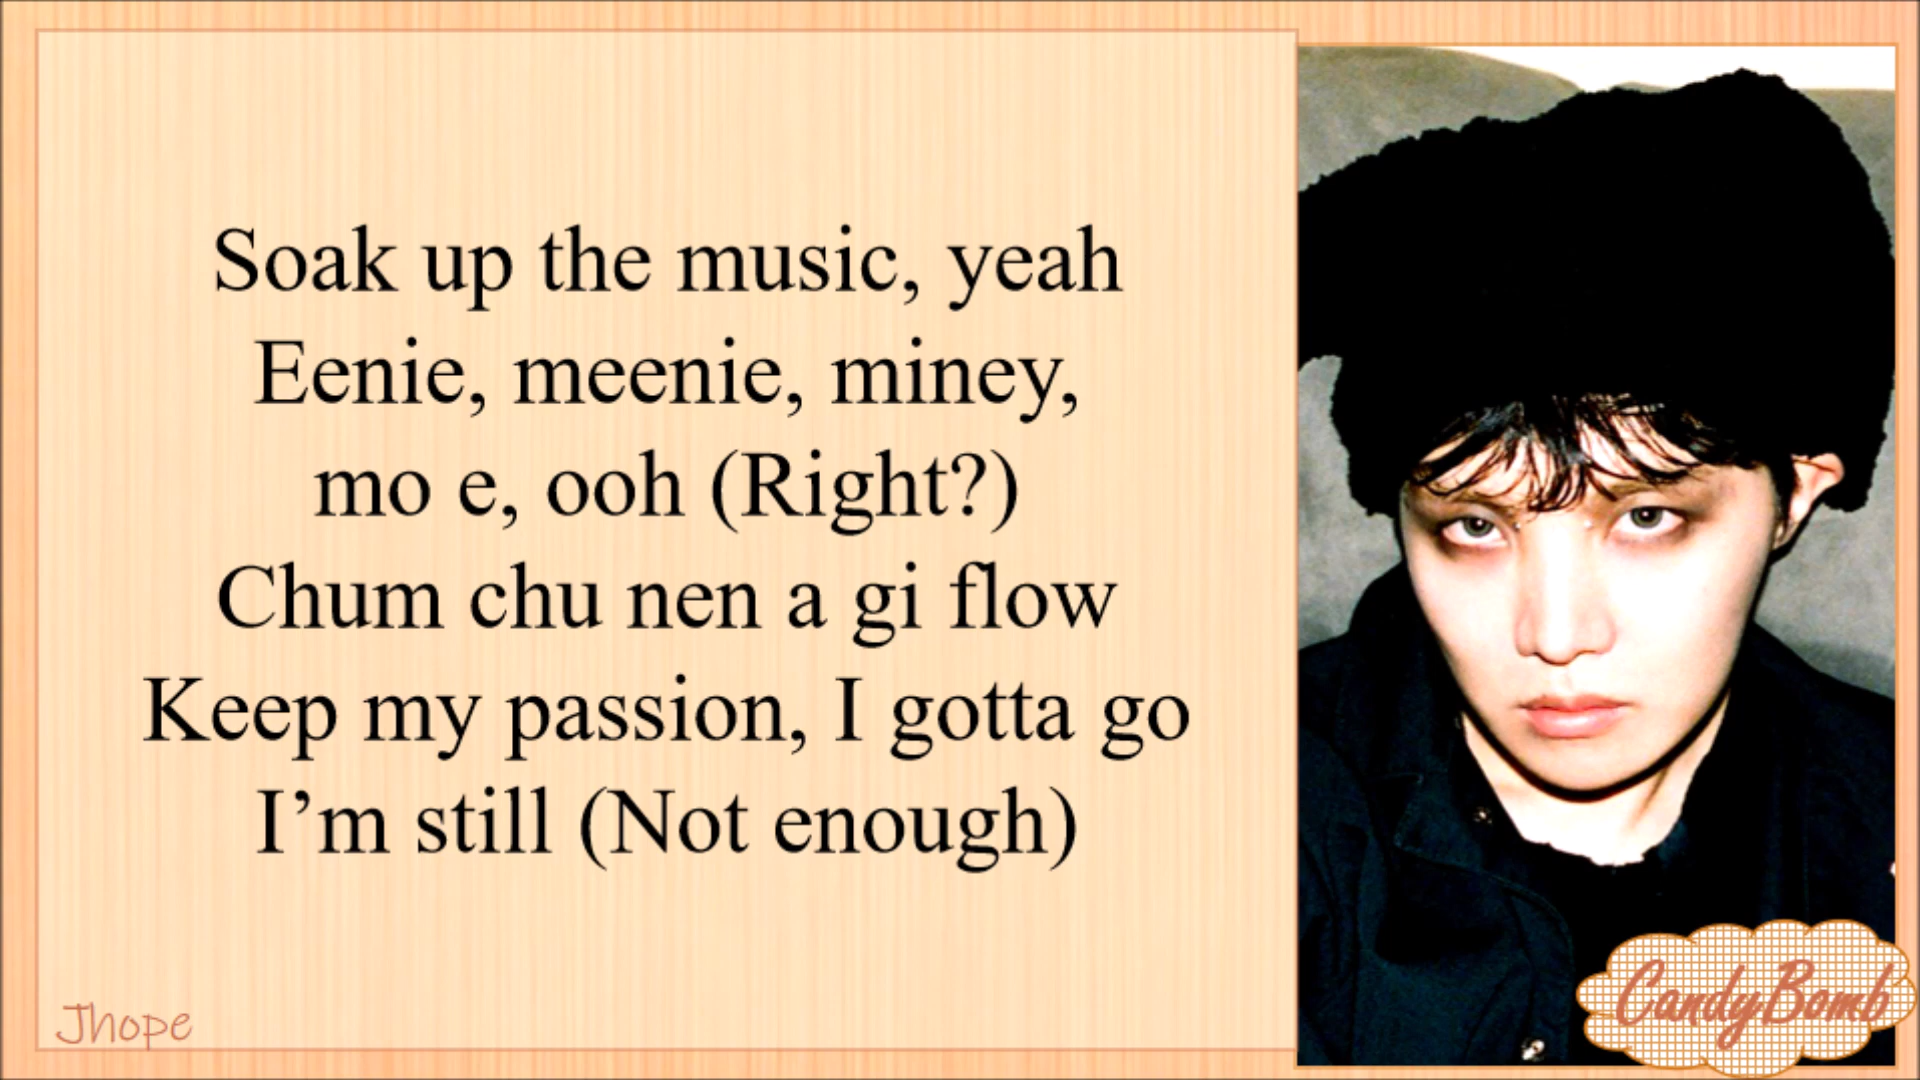 Soak up the music, yeah
Eenie, meenie, miney,
mo e, ooh (Right?)
Chum chu nen a gi flow
Keep my passion, I gotta go
I’m still (Not enough)
Jhope
CandyBomb